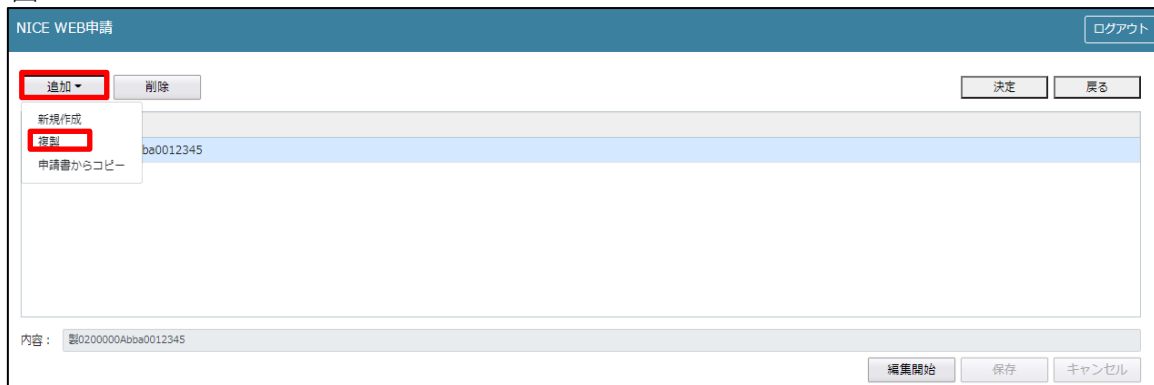 NICE WEB申請
ログアウト
追加 削除 決定 戻る
新規作成
複製
ba0012345
申請書からコピー
内容： 製0200000Abba0012345
編集開始 保存 キャンセル